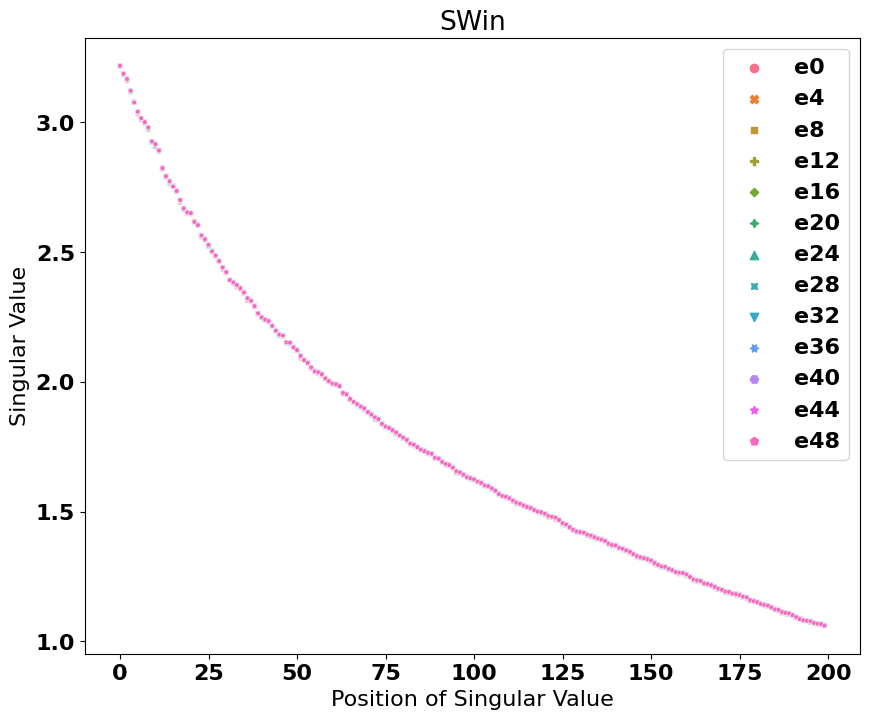 SWin
Singular Value
3.0
2.5
2.0
1.5
1.0
e0
e4
e8
e12
e16
e20
e24
e28
e32
e36
e40
e44
e48
0 25 50 75 100 125 150 175 200
Position of Singular Value